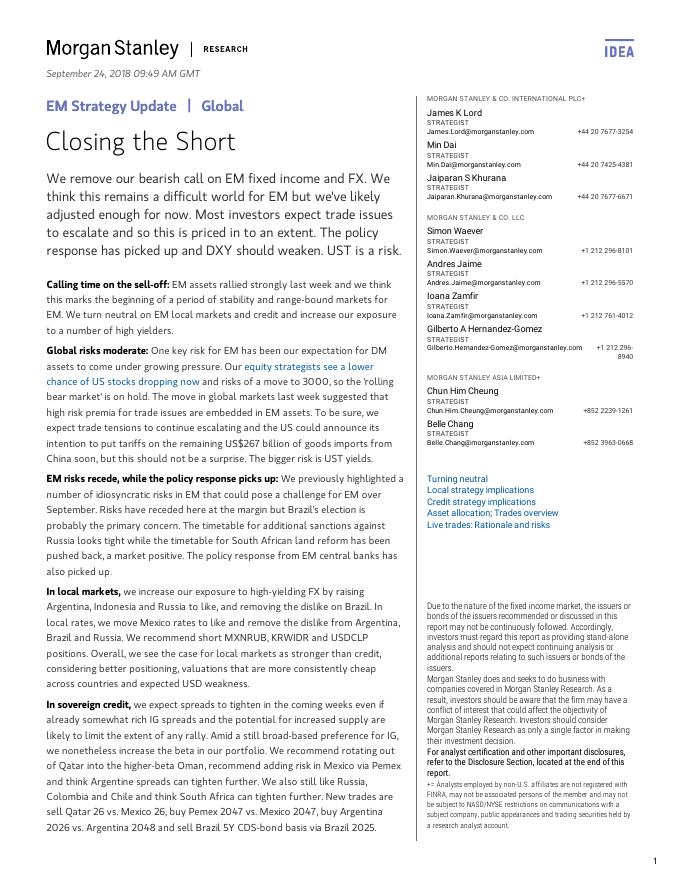 Morgan Stanley | RESEARCH
IDEA
September 24, 2018 09:49 AM GMT
EM Strategy Update | Global
Closing the Short
We remove our bearish call on EM fixed income and FX. We
think this remains a difficult world for EM but we've likely
adjusted enough for now. Most investors expect trade issues
to escalate and so this is priced in to an extent. The policy
response has picked up and DXY should weaken. UST is a risk.
Calling time on the sell-off: EM assets rallied strongly last week and we think
this marks the beginning of a period of stability and range-bound markets for
EM. We turn neutral on EM local markets and credit and increase our exposure
to a number of high yielders.
Global risks moderate: One key risk for EM has been our expectation for DM
assets to come under growing pressure. Our equity strategists see a lower
chance of US stocks dropping now and risks of a move to 3000, so the 'rolling
bear market' is on hold. The move in global markets last week suggested that
high risk premia for trade issues are embedded in EM assets. To be sure, we
expect trade tensions to continue escalating and the US could announce its
intention to put tariffs on the remaining US$267 billion of goods imports from
China soon, but this should not be a surprise. The bigger risk is UST yields.
EM risks recede, while the policy response picks up: We previously highlighted a
number of idiosyncratic risks in EM that could pose a challenge for EM over
September. Risks have receded here at the margin but Brazil's election is
probably the primary concern. The timetable for additional sanctions against
Russia looks tight while the timetable for South African land reform has been
pushed back, a market positive. The policy response from EM central banks has
also picked up.
In local markets, we increase our exposure to high-yielding FX by raising
Argentina, Indonesia and Russia to like, and removing the dislike on Brazil. In
local rates, we move Mexico rates to like and remove the dislike from Argentina,
Brazil and Russia. We recommend short MXNRUB, KRWIDR and USDCLP
positions. Overall, we see the case for local markets as stronger than credit,
considering better positioning, valuations that are more consistently cheap
across countries and expected USD weakness.
In sovereign credit, we expect spreads to tighten in the coming weeks even if
already somewhat rich IG spreads and the potential for increased supply are
likely to limit the extent of any rally. Amid a still broad-based preference for IG,
we nonetheless increase the beta in our portfolio. We recommend rotating out
of Qatar into the higher-beta Oman, recommend adding risk in Mexico via Pemex
and think Argentine spreads can tighten further. We also still like Russia,
Colombia and Chile and think South Africa can tighten further. New trades are
sell Qatar 26 vs. Mexico 26, buy Pemex 2047 vs. Mexico 2047, buy Argentina
2026 vs. Argentina 2048 and sell Brazil 5Y CDS-bond basis via Brazil 2025.
MORGAN STANLEY & CO. INTERNATIONAL PLC+
James K Lord
STRATEGIST
James.Lord@morganstanley.com +44 20 7677-3254
Min Dai
STRATEGIST
Min.Dai@morganstanley.com +44 20 7425-4381
Jaiparan S Khurana
STRATEGIST
Jaiparan.Khurana@morganstanley.com +44 20 7677-6671
MORGAN STANLEY & CO. LLC
Simon Waever
STRATEGIST
Simon.Waever@morganstanley.com +1 212 296-8101
Andres Jaime
STRATEGIST
Andres.Jaime@morganstanley.com +1 212 296-5570
Ioana Zamfir
STRATEGIST
Ioana.Zamfir@morganstanley.com +1 212 761-4012
Gilberto A Hernandez-Gomez
STRATEGIST
Gilberto.Hernandez-Gomez@morganstanley.com +1 212 296-
8940
MORGAN STANLEY ASIA LIMITED+
Chun Him Cheung
STRATEGIST
Chun.Him.Cheung@morganstanley.com +852 2239-1261
Belle Chang
STRATEGIST
Belle.Chang@morganstanley.com +852 3963-0668
Turning neutral
Local strategy implications
Credit strategy implications
Asset allocation; Trades overview
Live trades: Rationale and risks
Due to the nature of the fixed income market, the issuers or
bonds of the issuers recommended or discussed in this
report may not be continuously followed. Accordingly,
investors must regard this report as providing stand-alone
analysis and should not expect continuing analysis or
additional reports relating to such issuers or bonds of the
issuers.
Morgan Stanley does and seeks to do business with
companies covered in Morgan Stanley Research. As a
result, investors should be aware that the firm may have a
conflict of interest that could affect the objectivity of
Morgan Stanley Research. Investors should consider
Morgan Stanley Research as only a single factor in making
their investment decision.
For analyst certification and other important disclosures,
refer to the Disclosure Section, located at the end of this
report.
+= Analysts employed by non-U.S. affiliates are not registered with
FINRA, may not be associated persons of the member and may not
be subject to NASD/NYSE restrictions on communications with a
subject company, public appearances and trading securities held by
a research analyst account.
1